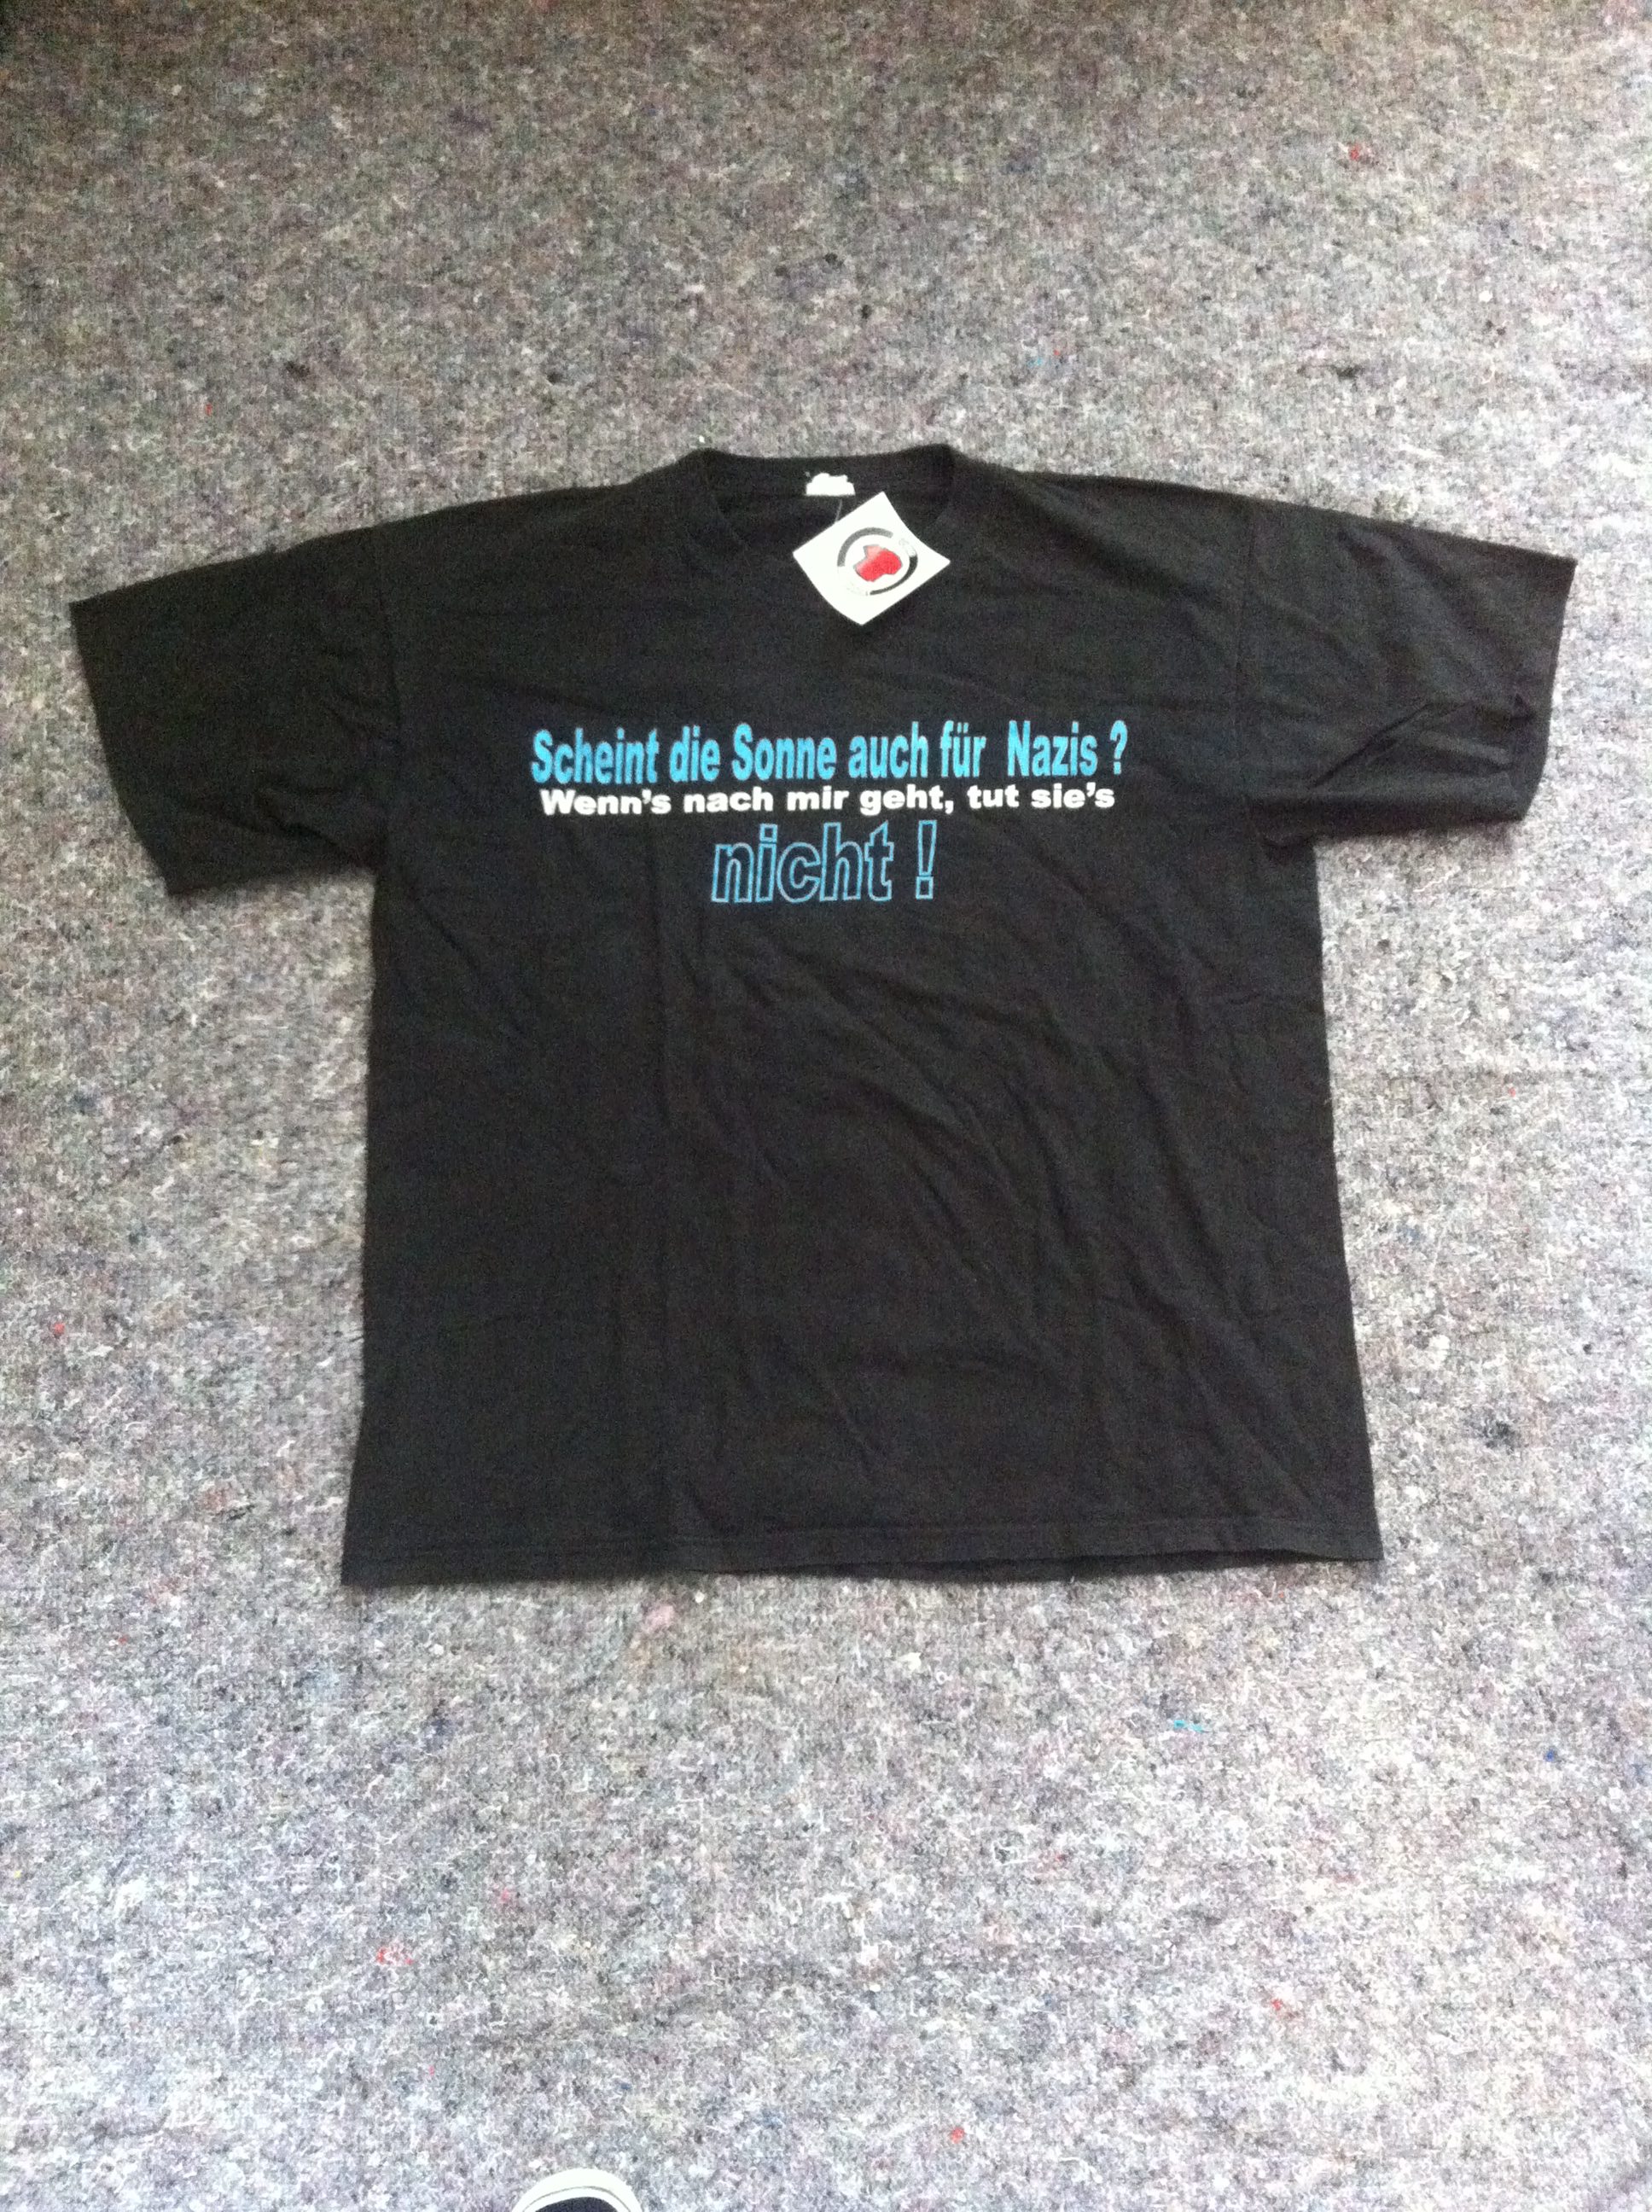 Scheint die Sonne auch für Nazis ?
Wenn's nach mir geht, tut sie's
nicht !